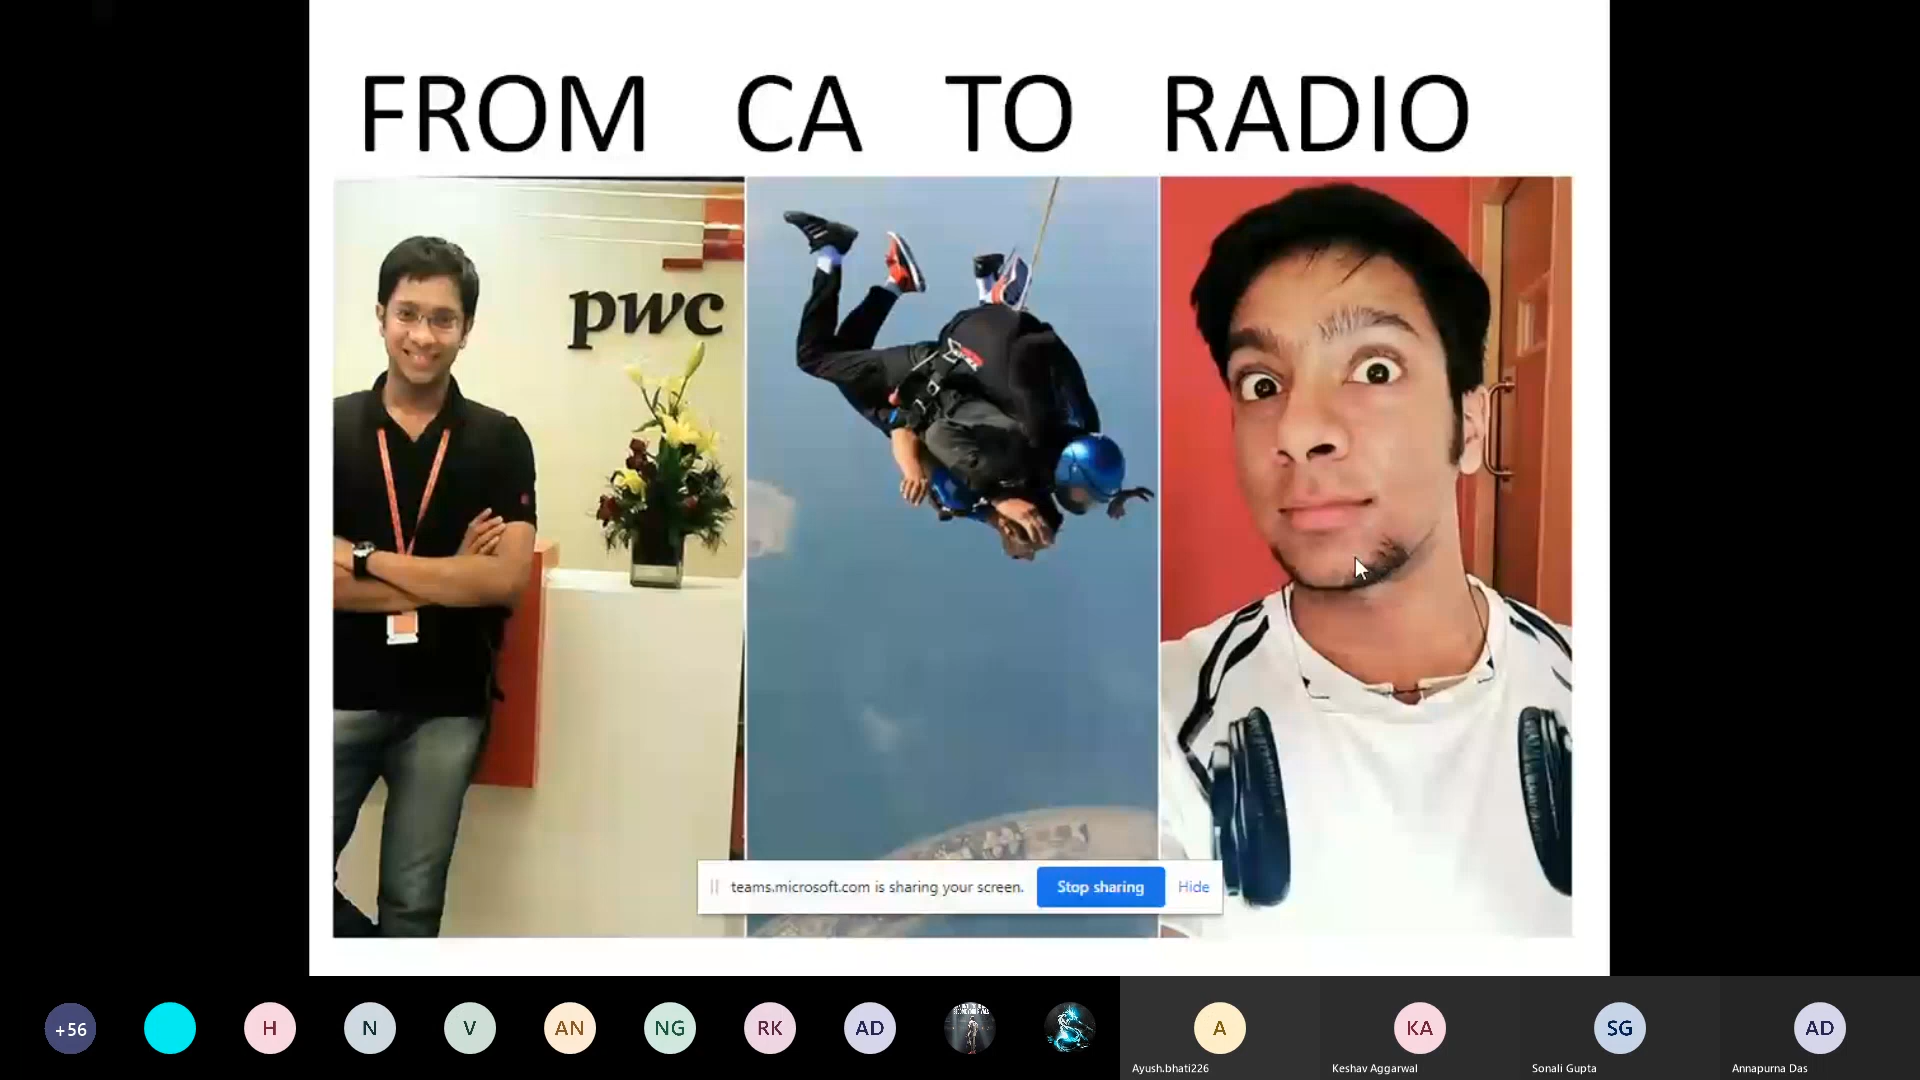 FROM CA TO RADIO
pwc
teams.microsoft.com is sharing your screen.
Stop sharing
Hide
+56
H
N
V
AN
NG
RK
AD
A
KA
SG
AD
Ayush.bhati226
Keshav Aggarwal
Sonali Gupta
Annapurna Das